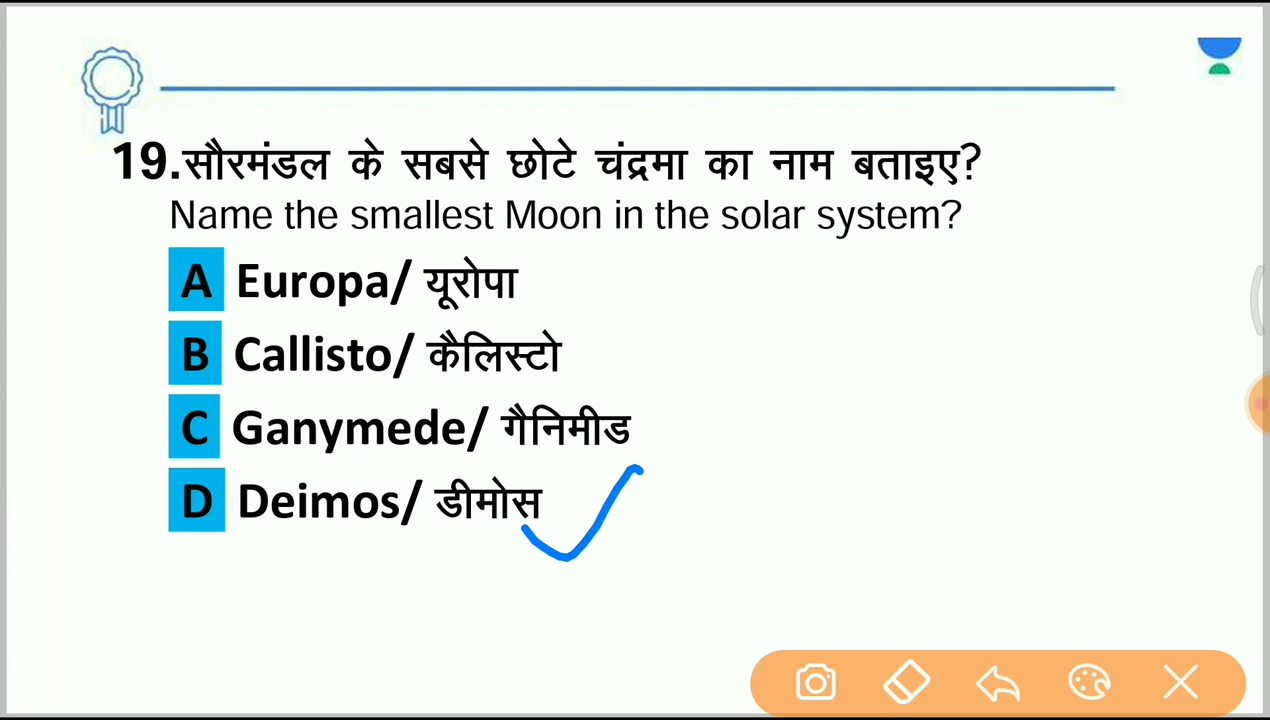 19.सौरमंडल के सबसे छोटे चंद्रमा का नाम बताइए?
Name the smallest Moon in the solar system?
A Europa/ यूरोपा
B Callisto/ कैलिस्टो
C Ganymede/ गैनिमीड
D Deimos/ डीमोस